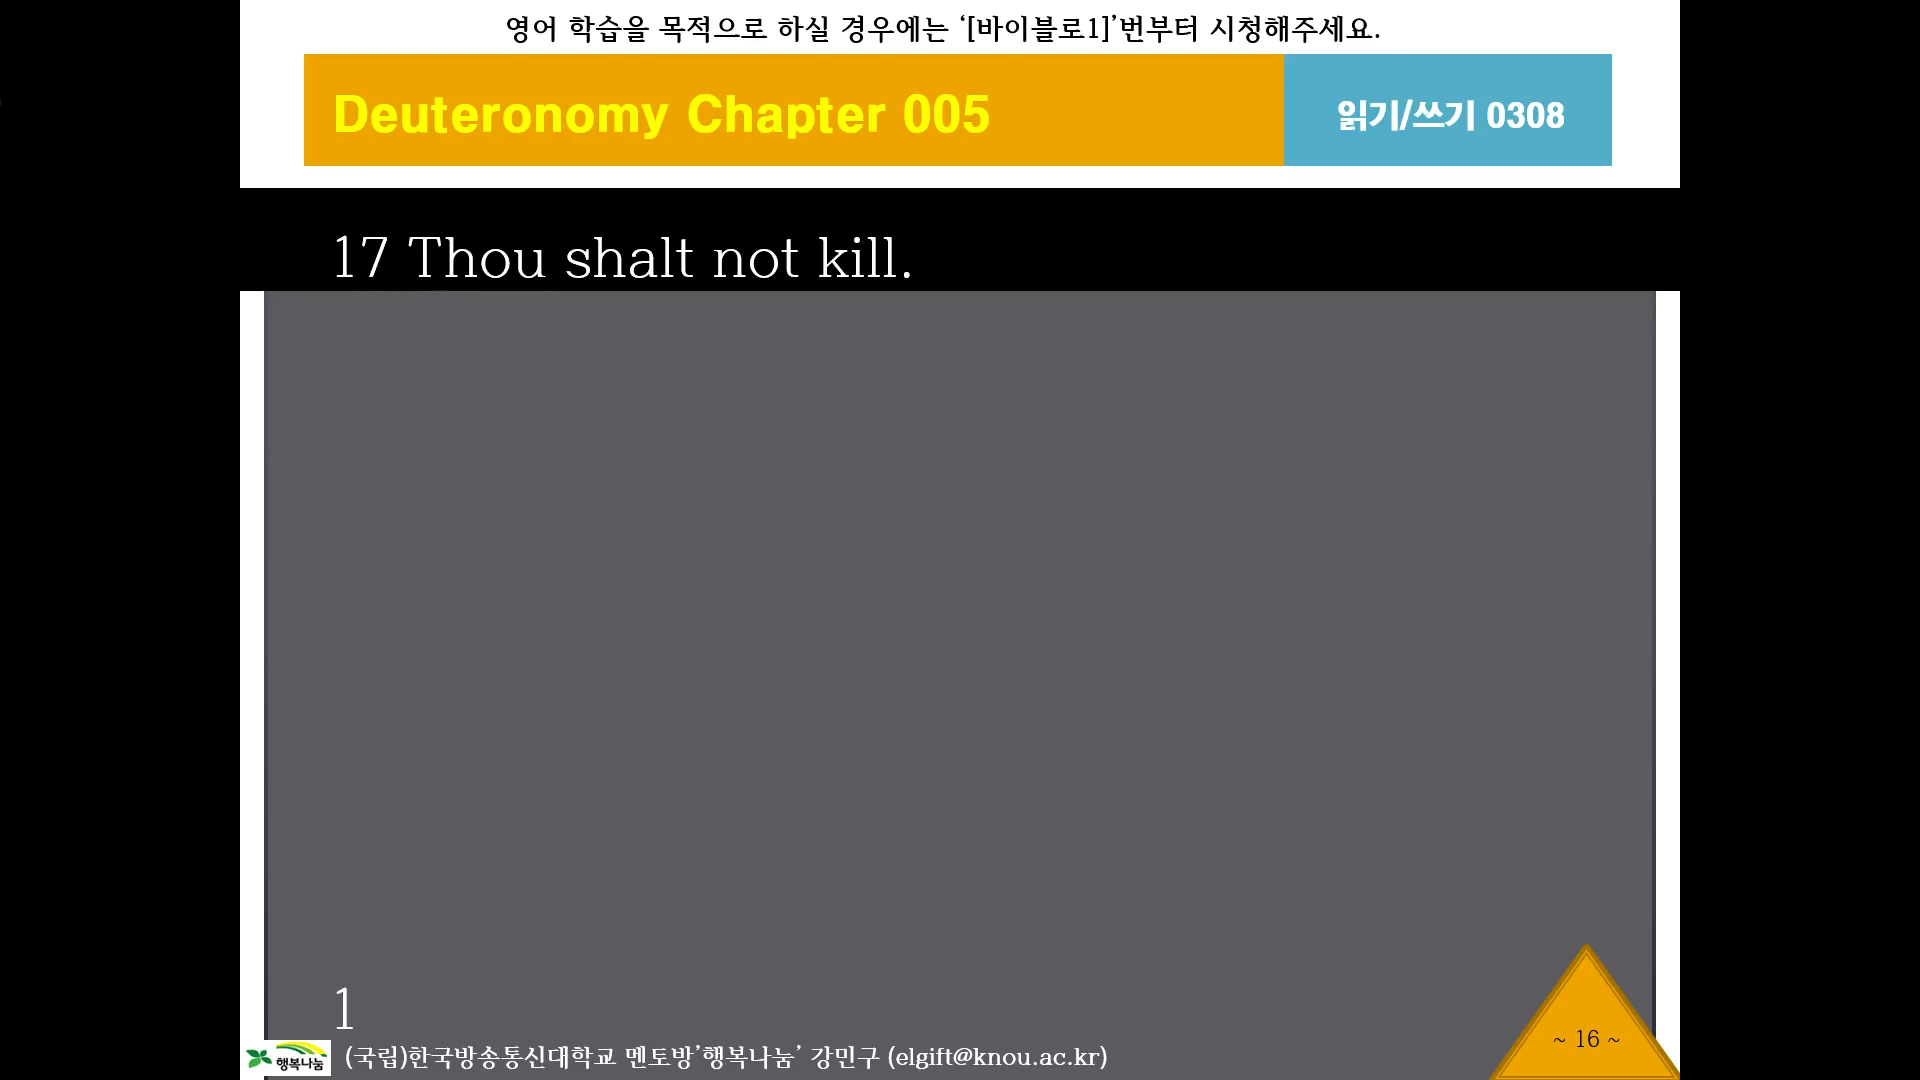 영어 학습을 목적으로 하실 경우에는 ‘[바이블로1]’번부터 시청해주세요.
Deuteronomy Chapter 005
읽기/쓰기 0308
17 Thou shalt not kill.
1
~ 16 ~
행복나눔
(국립)한국방송통신대학교 멘토방’행복나눔’ 강민구 (elgift@knou.ac.kr)